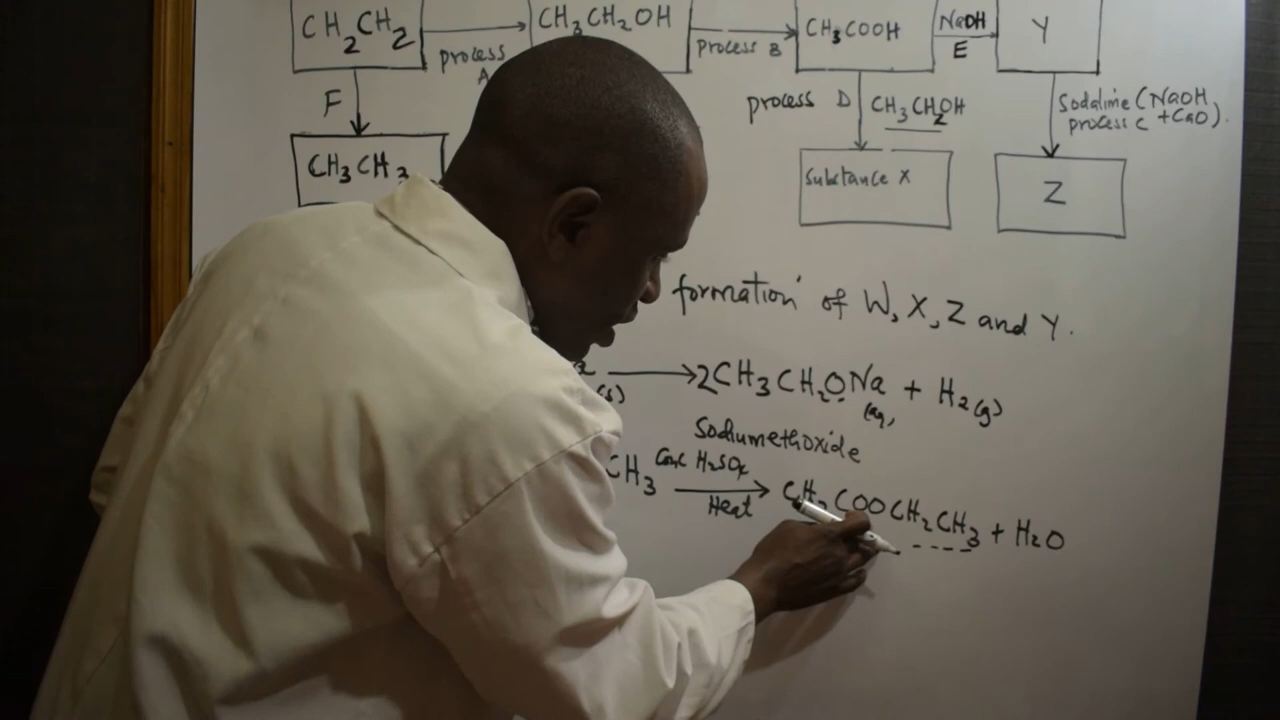 CH2CH2 process A CH3CH2OH process B CH3COOH NaOH E Y
F process D CH3CH2OH Sodalime (NaOH + CaO) process C
CH3CH3 Substance X Z
formation of W, X, Z and Y.
(s) → 2CH3CH2ONa (aq) + H2(g)
Sodiumethoxide
CH3 Conc H2SO4 Heat → CH3COOCH2CH3 + H2O